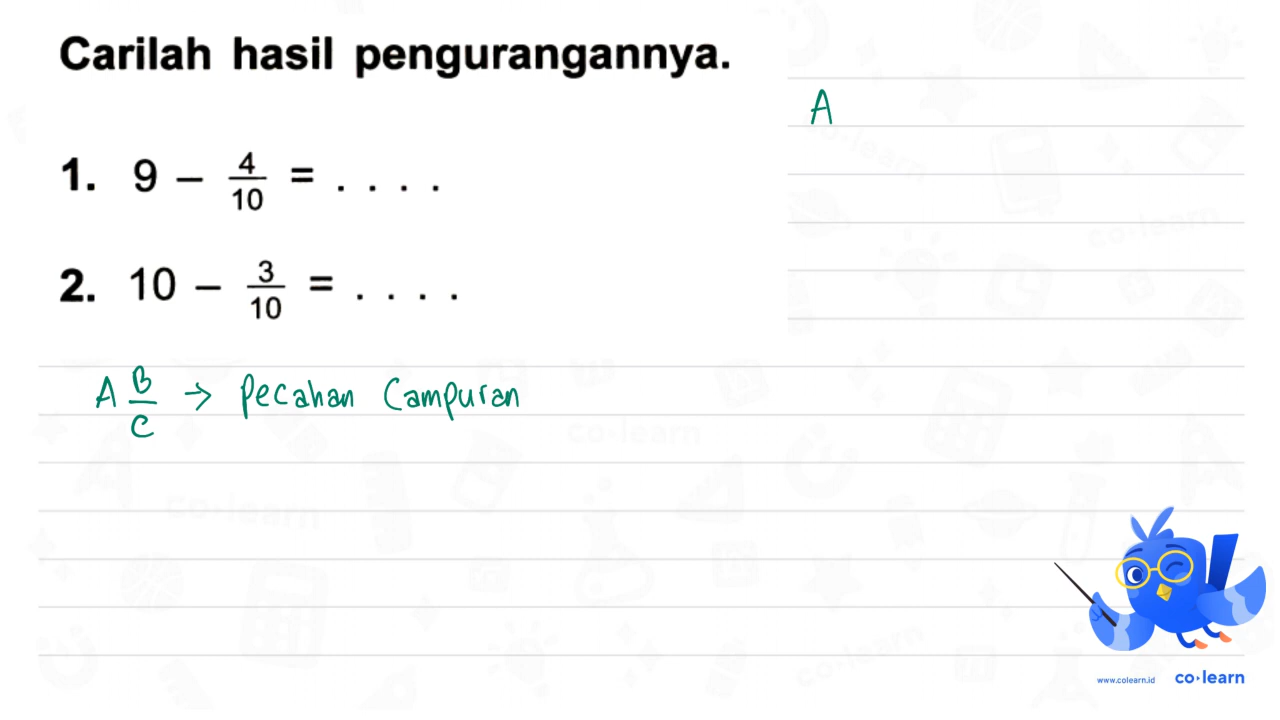 Carilah hasil pengurangannya.
A
1. 9 – 4/10 = . . . .
2. 10 – 3/10 = . . . .
A B/C → Pecahan Campuran
www.colearn.id co·learn